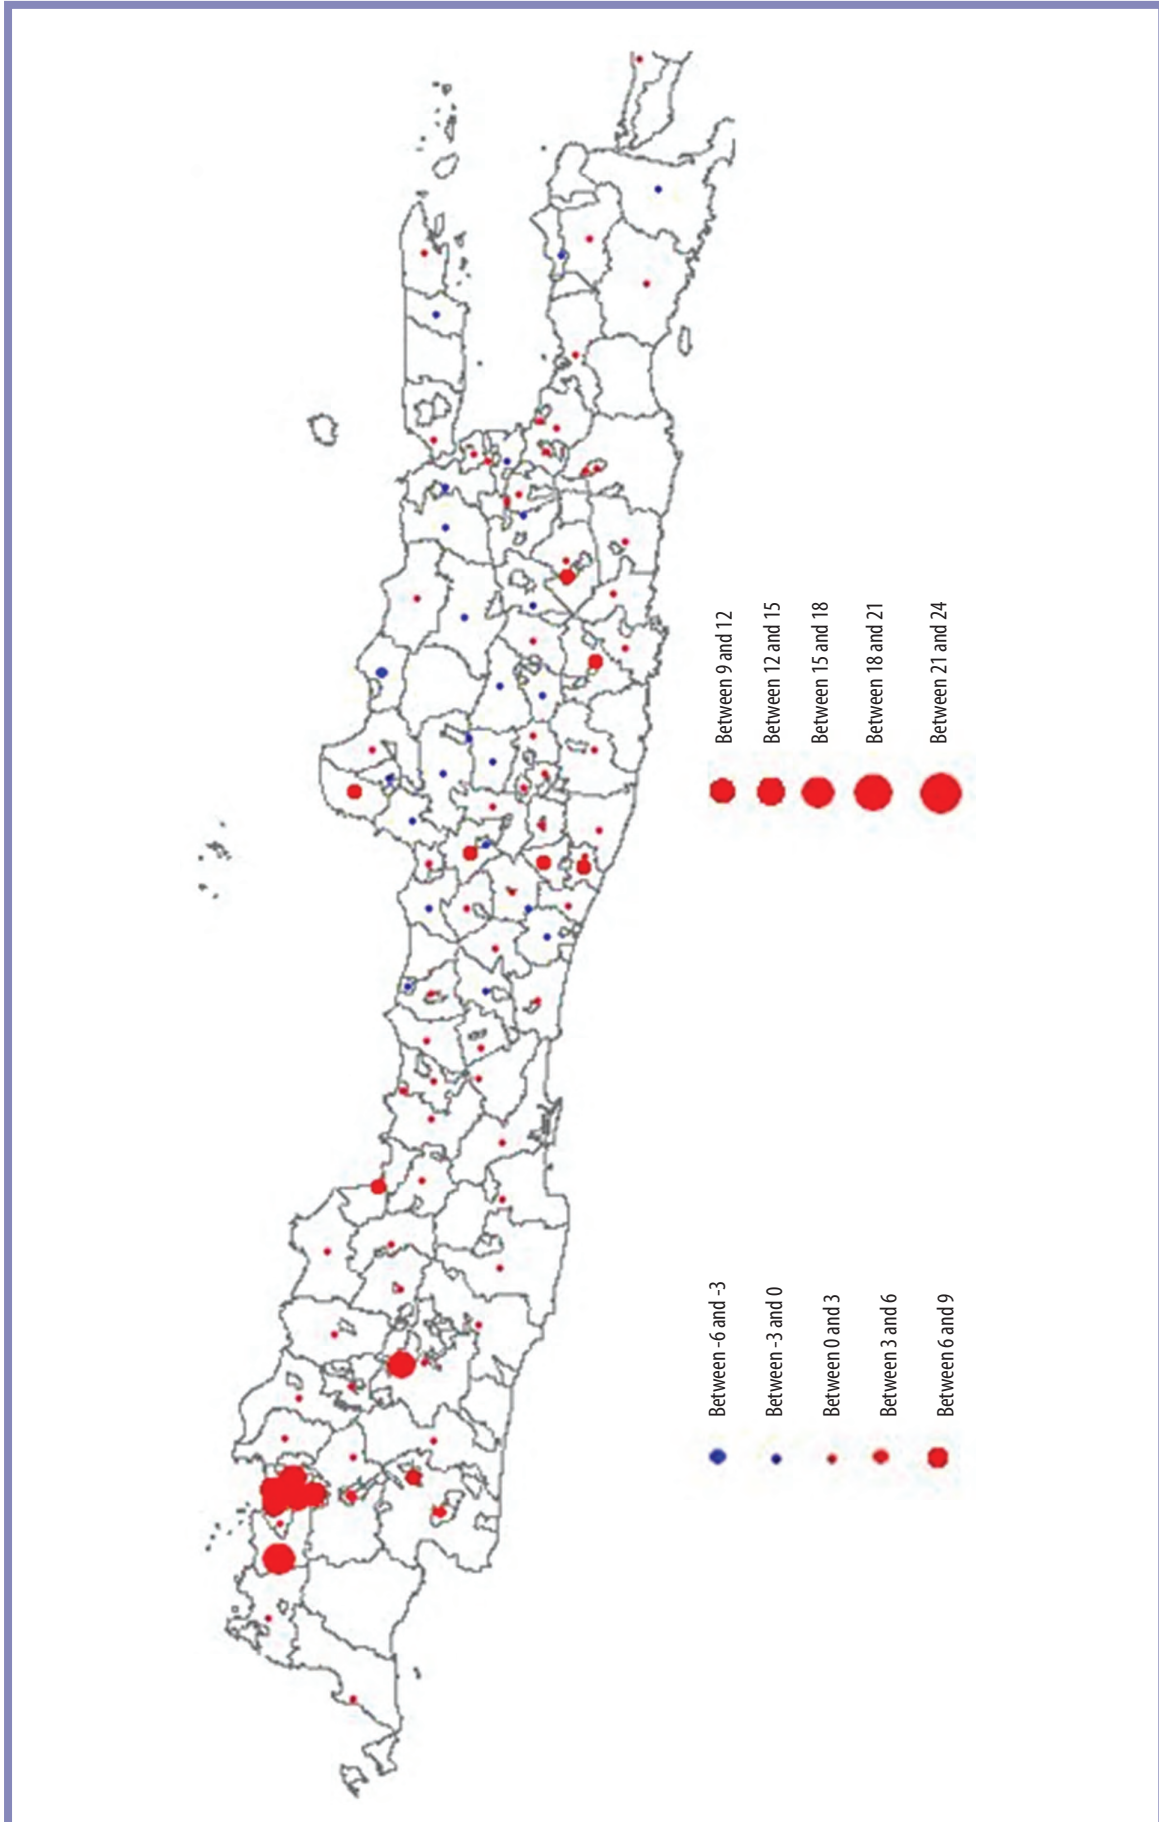 Between -6 and -3
Between -3 and 0
Between 0 and 3
Between 3 and 6
Between 6 and 9
Between 9 and 12
Between 12 and 15
Between 15 and 18
Between 18 and 21
Between 21 and 24